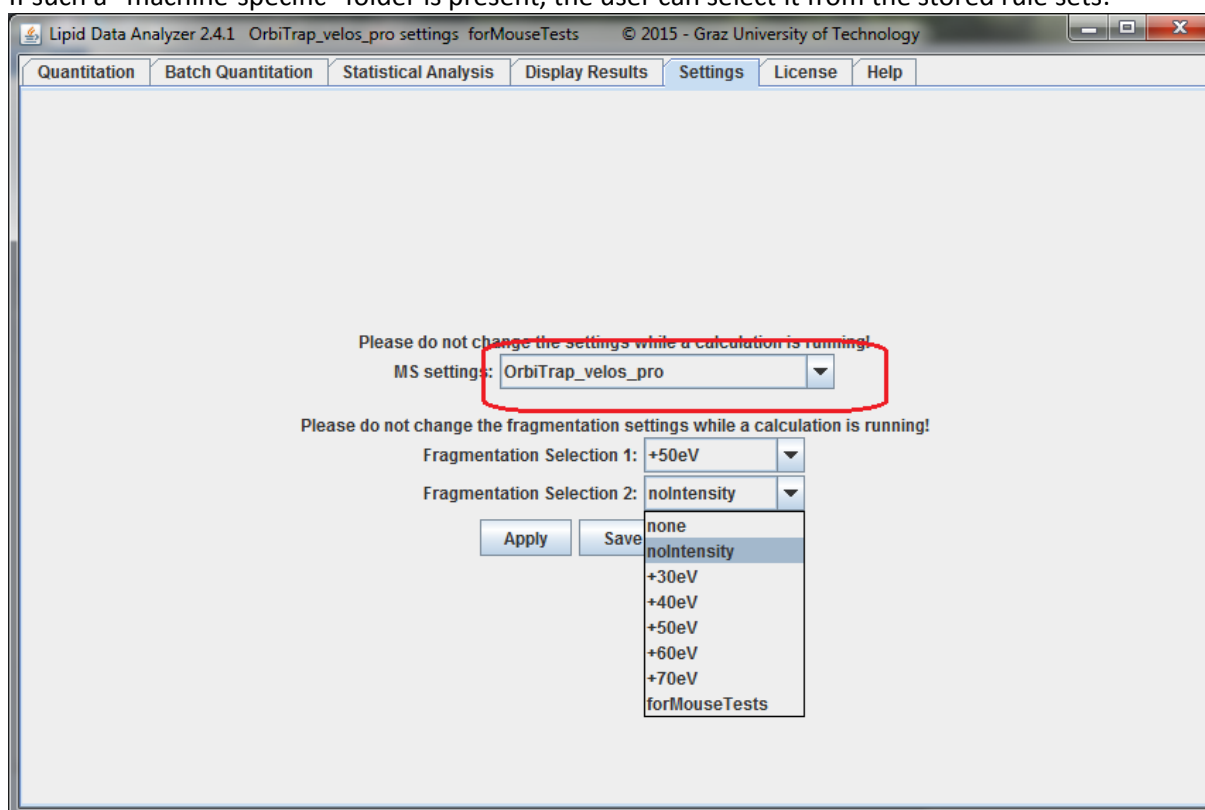 If such a "machine-specific" folder is present, the user can select it from the stored rule sets.
Lipid Data Analyzer 2.4.1 OrbiTrap_velos_pro settings forMouseTests © 2015 - Graz University of Technology
Quantitation Batch Quantitation Statistical Analysis Display Results Settings License Help
Please do not change the settings while a calculation is running!
MS settings: OrbiTrap_velos_pro
Please do not change the fragmentation settings while a calculation is running!
Fragmentation Selection 1: +50eV
Fragmentation Selection 2: noIntensity
Apply Save
none
noIntensity
+30eV
+40eV
+50eV
+60eV
+70eV
forMouseTests